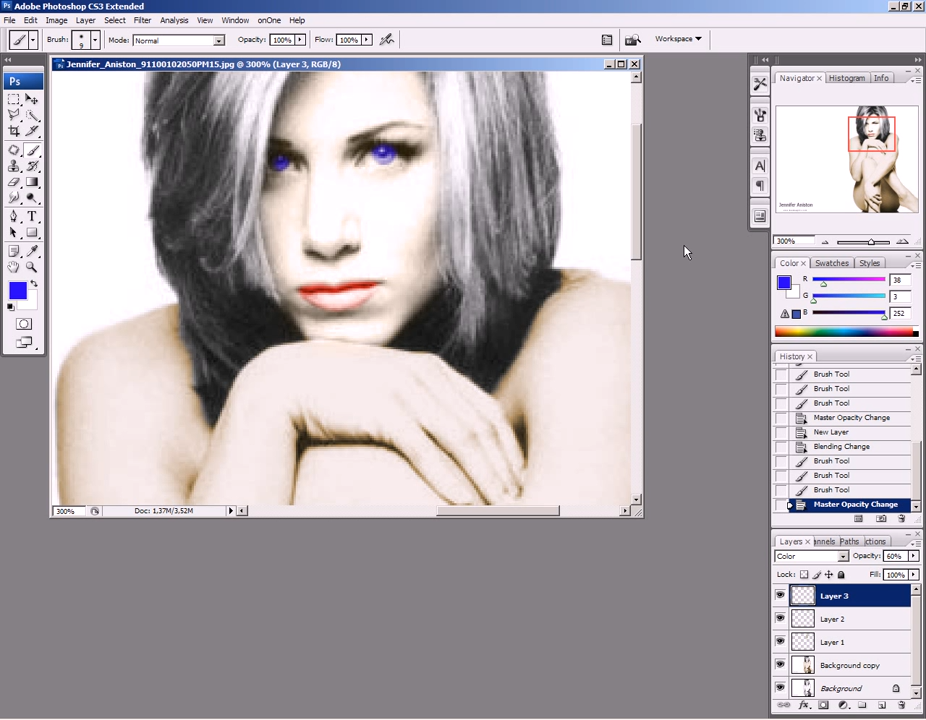 Adobe Photoshop CS3 Extended
File Edit Image Layer Select Filter Analysis View Window onOne Help
Brush: 9 Mode: Normal Opacity: 100% Flow: 100% Workspace
Jennifer_Aniston_91100102050PM15.jpg @ 300% (Layer 3, RGB/8)
Ps
T
300% Doc: 1,37M/3,52M
Navigator Histogram Info
Jennifer Aniston
300%
Color Swatches Styles
R 38
G 3
B 252
History
Brush Tool
Brush Tool
Brush Tool
Master Opacity Change
New Layer
Blending Change
Brush Tool
Brush Tool
Brush Tool
Master Opacity Change
Layers annels Paths ctions
Color Opacity: 60%
Lock: Fill: 100%
Layer 3
Layer 2
Layer 1
Background copy
Background